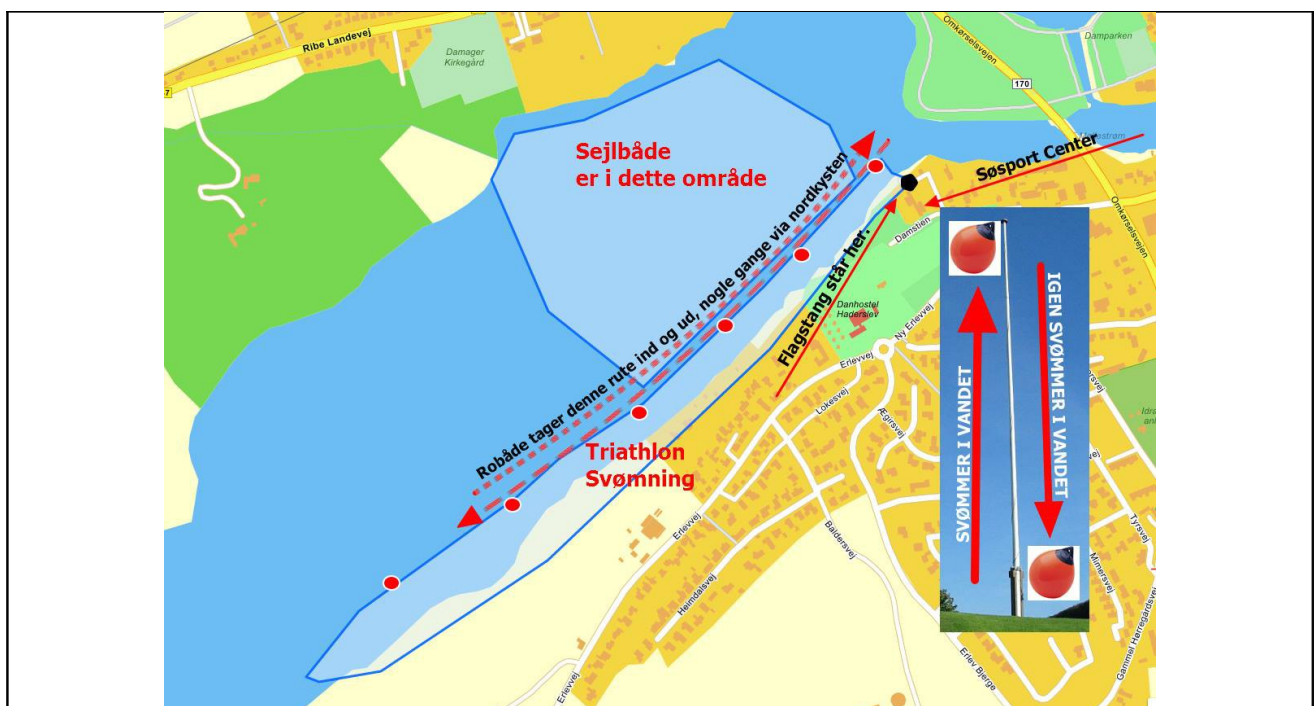 Ribe Landevej
Damager
Kirkegård
Omkørselsvejen
Damparken
170
Søsport Center
Sejlbåde
er i dette område
Robåde tager denne rute ind og ud, nogle gange via nordkysten
Flagstang står her.
Damstien
Omkørselsvejen
Danhostel
Haderslev
Ny Erlevvej
Erlevvej
Lokesvej
Ægirsvej
Triathlon
Svømning
SVØMMER I VANDET
IGEN SVØMMER I VANDET
Erlevvej
Heimdalsvej
Baldersvej
Mimersvej
Tyrsvej
Gammel Hørregårdsvej
Erlev Bjerge
Erlevvej